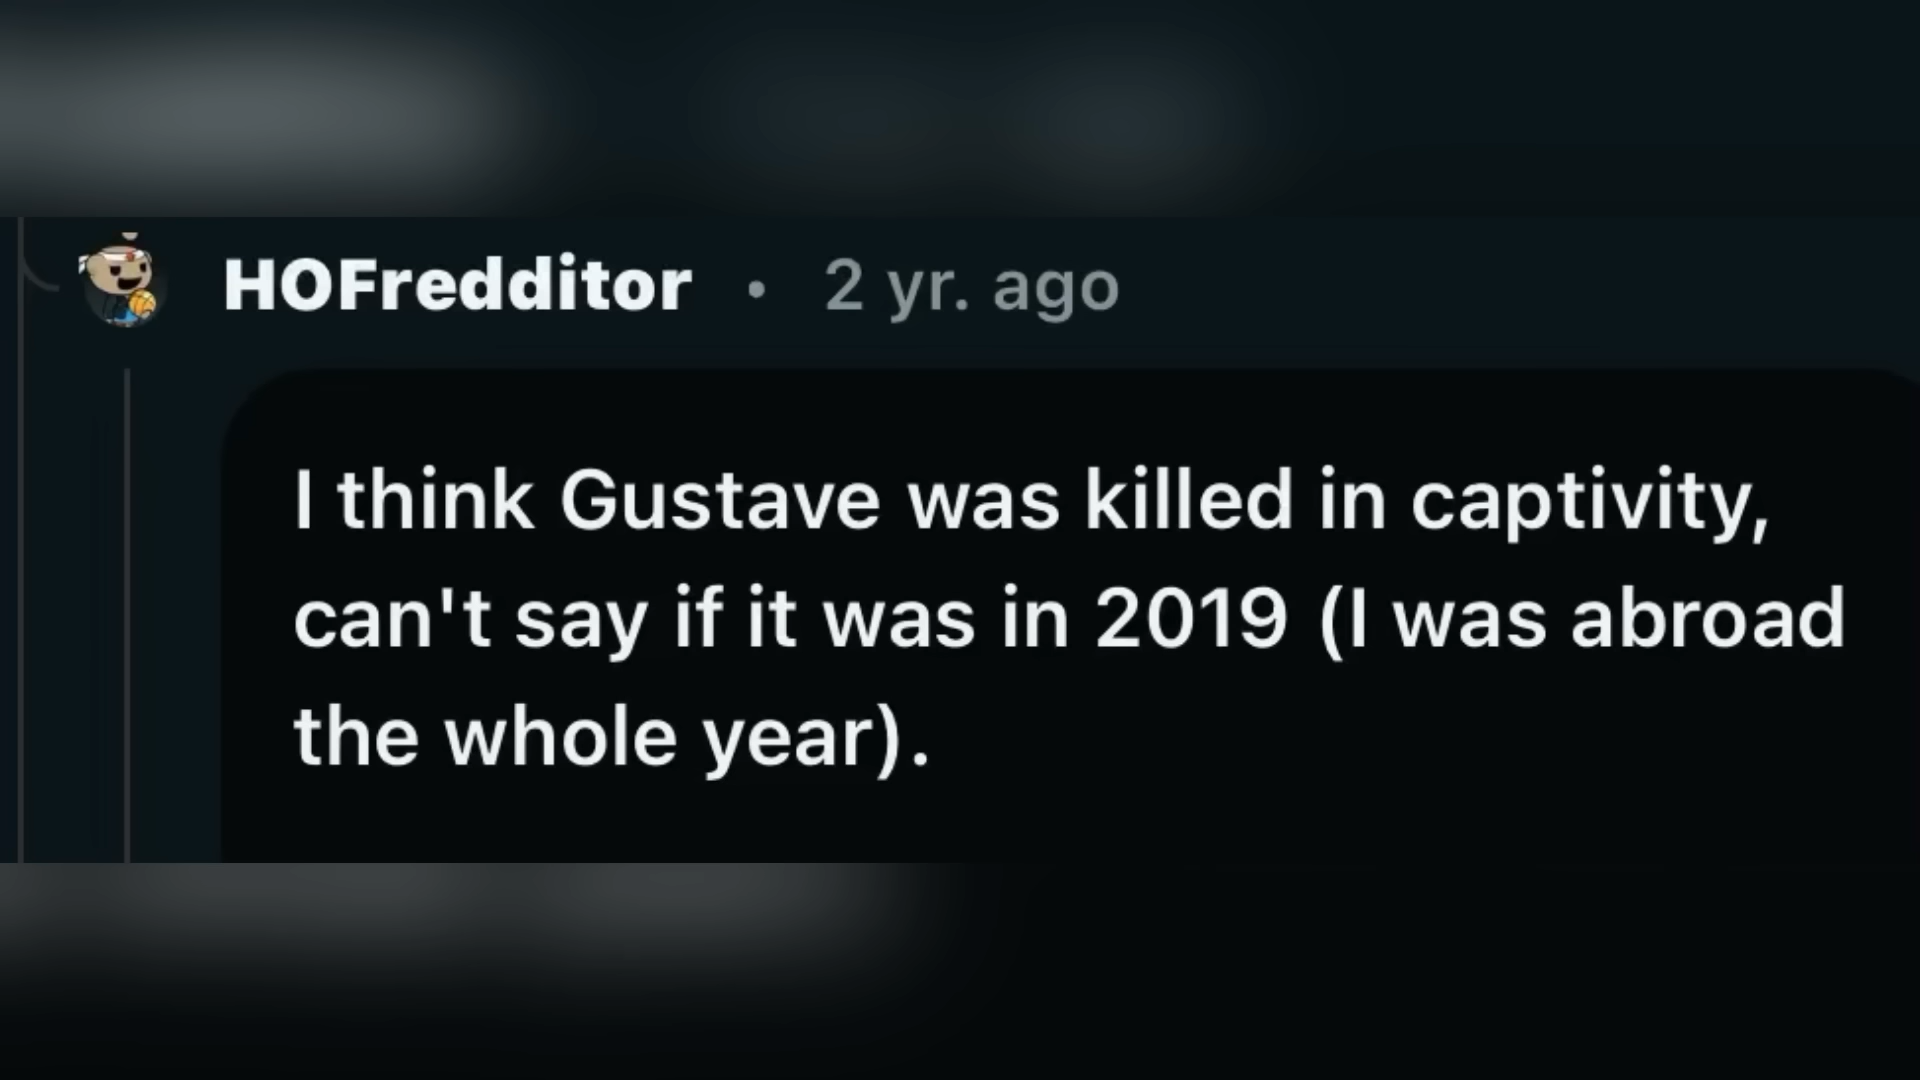 HOFredditor • 2 yr. ago
I think Gustave was killed in captivity,
can't say if it was in 2019 (I was abroad
the whole year).